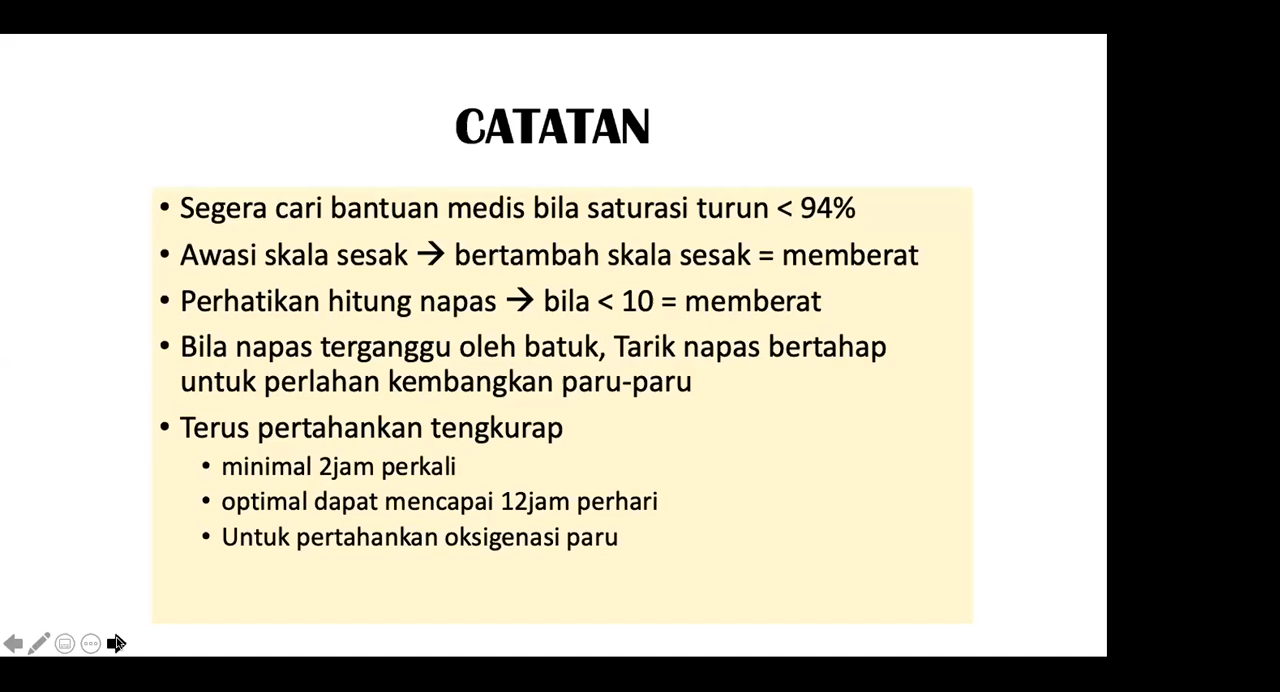 CATATAN
• Segera cari bantuan medis bila saturasi turun < 94%
• Awasi skala sesak → bertambah skala sesak = memberat
• Perhatikan hitung napas → bila < 10 = memberat
• Bila napas terganggu oleh batuk, Tarik napas bertahap
untuk perlahan kembangkan paru-paru
• Terus pertahankan tengkurap
• minimal 2jam perkali
• optimal dapat mencapai 12jam perhari
• Untuk pertahankan oksigenasi paru